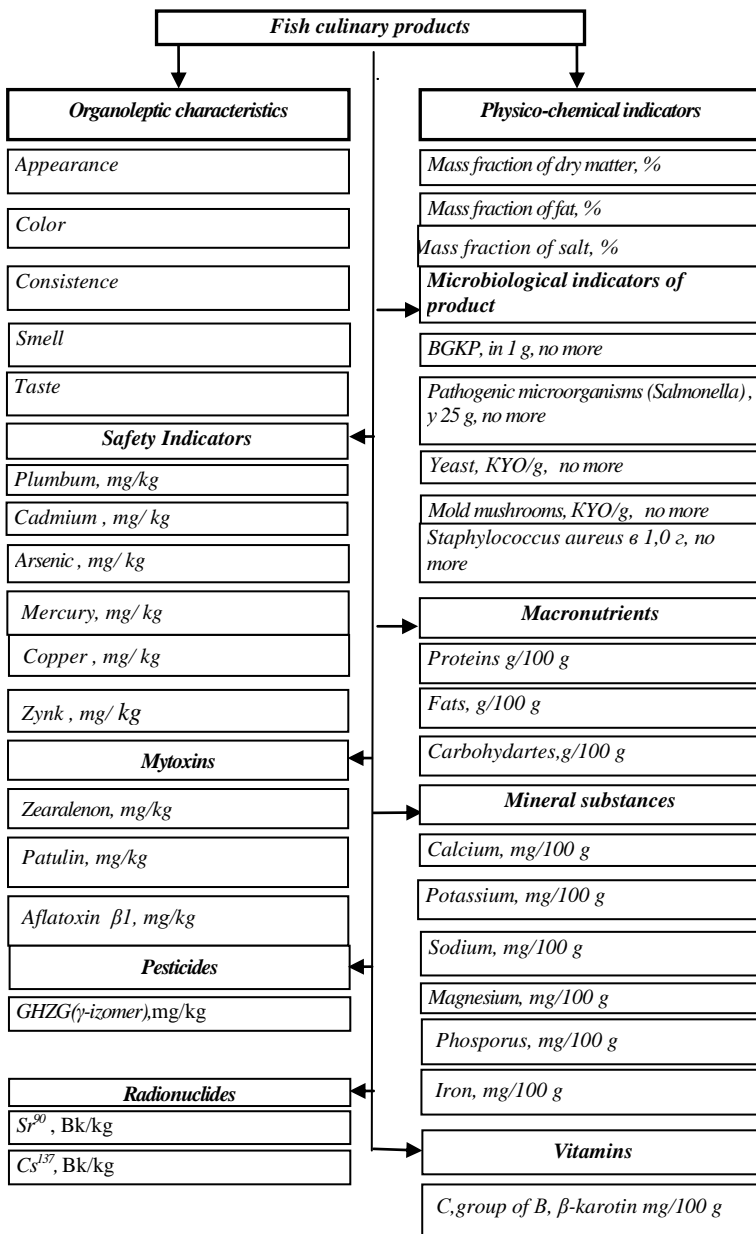 Fish culinary products
Organoleptic characteristics
Appearance
Color
Consistence
Smell
Taste
Safety Indicators
Plumbum, mg/kg
Cadmium , mg/ kg
Arsenic , mg/ kg
Mercury, mg/ kg
Copper , mg/ kg
Zynk , mg/ kg
Mytoxins
Zearalenon, mg/kg
Patulin, mg/kg
Aflatoxin β1, mg/kg
Pesticides
GHZG(γ-izomer),mg/kg
Radionuclides
Sr90 , Bk/kg
Cs137, Bk/kg
Physico-chemical indicators
Mass fraction of dry matter, %
Mass fraction of fat, %
Mass fraction of salt, %
Microbiological indicators of
product
BGKP, in 1 g, no more
Pathogenic microorganisms (Salmonella) ,
y 25 g, no more
Yeast, KYO/g, no more
Mold mushrooms, KYO/g, no more
Staphylococcus aureus в 1,0 г, no
more
Macronutrients
Proteins g/100 g
Fats, g/100 g
Carbohydartes,g/100 g
Mineral substances
Calcium, mg/100 g
Potassium, mg/100 g
Sodium, mg/100 g
Magnesium, mg/100 g
Phosporus, mg/100 g
Iron, mg/100 g
Vitamins
C,group of B, β-karotin mg/100 g